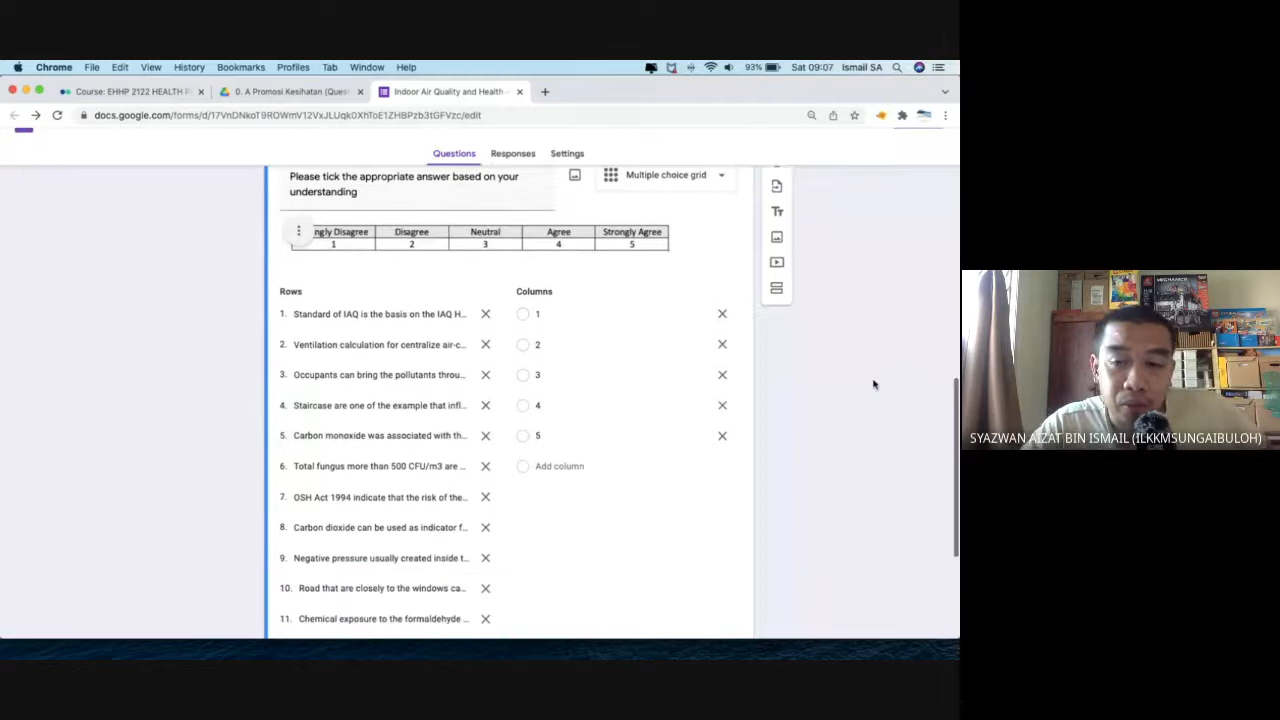 Chrome File Edit View History Bookmarks Profiles Tab Window Help 93% Sat 09:07 Ismail SA
Course: EHHP 2122 HEALTH P
0. A Promosi Kesihatan (Ques
Indoor Air Quality and Health -
docs.google.com/forms/d/17VnDNkoT9ROWmV12VxJLUqk0XhToE1ZHBPzb3tGFVzc/edit
Questions Responses Settings
Please tick the appropriate answer based on your
understanding
Multiple choice grid
ngly Disagree Disagree Neutral Agree Strongly Agree
1 2 3 4 5
Rows Columns
1. Standard of IAQ is the basis on the IAQ H... 1
2. Ventilation calculation for centralize air-c... 2
3. Occupants can bring the pollutants throu... 3
4. Staircase are one of the example that infl... 4
5. Carbon monoxide was associated with th... 5
6. Total fungus more than 500 CFU/m3 are ... Add column
7. OSH Act 1994 indicate that the risk of the...
8. Carbon dioxide can be used as indicator f...
9. Negative pressure usually created inside t...
10. Road that are closely to the windows ca...
11. Chemical exposure to the formaldehyde ...
SYAZWAN AIZAT BIN ISMAIL (ILKKMSUNGAIBULOH)